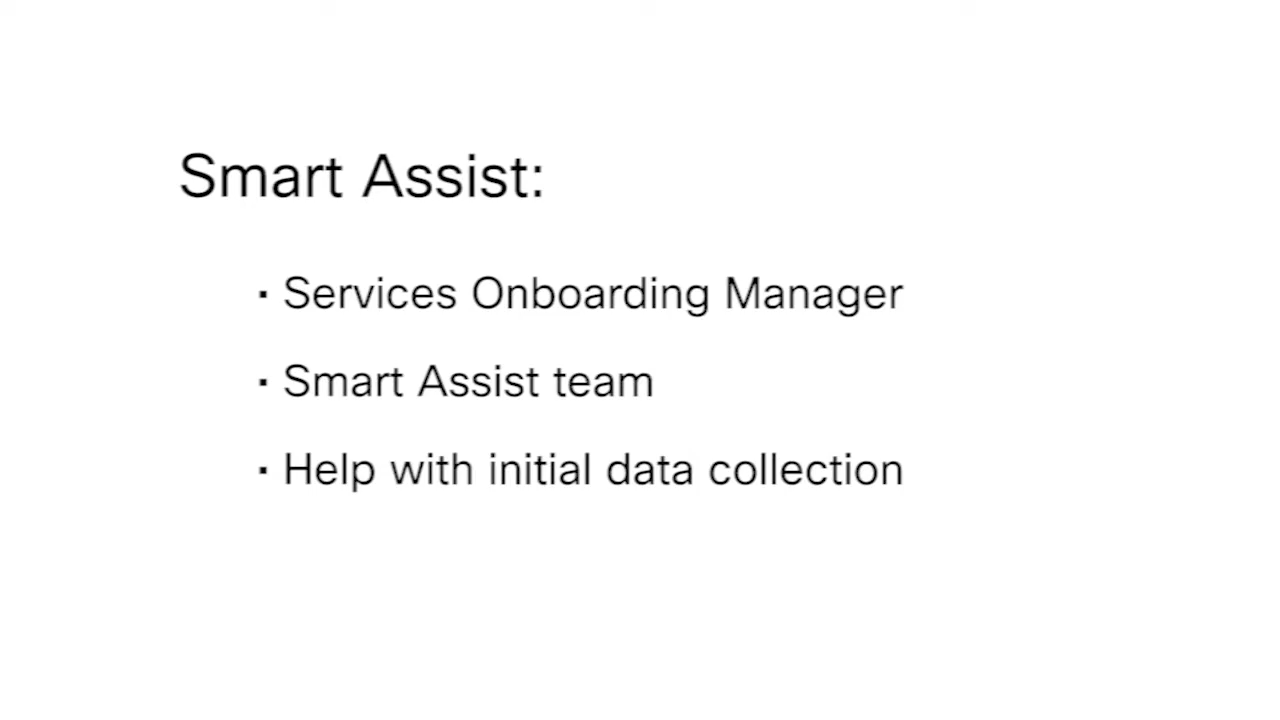 Smart Assist:
· Services Onboarding Manager
· Smart Assist team
· Help with initial data collection